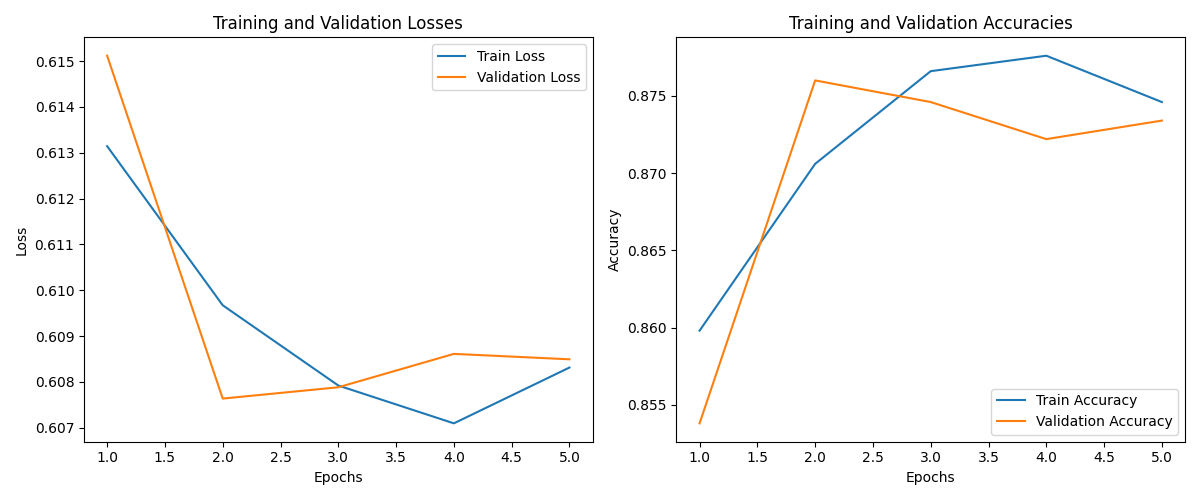 Training and Validation Losses
Train Loss
Validation Loss
0.615
0.614
0.613
0.612
0.611
0.610
0.609
0.608
0.607
Loss
1.0 1.5 2.0 2.5 3.0 3.5 4.0 4.5 5.0
Epochs
Training and Validation Accuracies
0.875
0.870
0.865
0.860
0.855
Accuracy
Train Accuracy
Validation Accuracy
1.0 1.5 2.0 2.5 3.0 3.5 4.0 4.5 5.0
Epochs